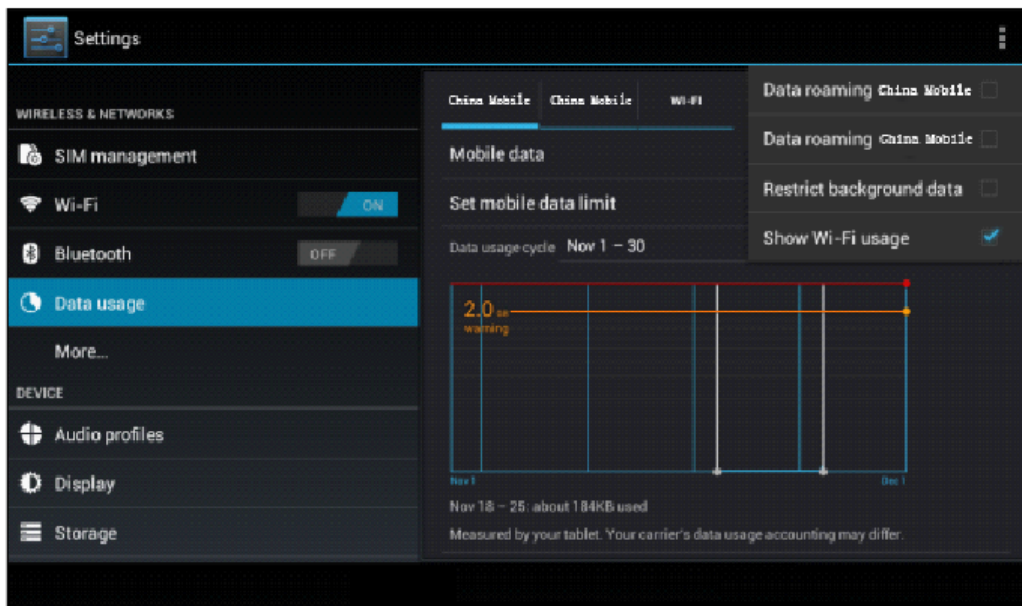 Settings
WIRELESS & NETWORKS
SIM management
Wi-Fi ON
Bluetooth OFF
Data usage
More...
DEVICE
Audio profiles
Display
Storage
China Mobile China Mobile WI-FI
Mobile data
Set mobile data limit
Data usage cycle Nov 1 – 30
Data roaming China Mobile
Data roaming China Mobile
Restrict background data
Show Wi-Fi usage
2.0 GB
warning
Nov 1 Dec 1
Nov 18 – 25: about 184KB used
Measured by your tablet. Your carrier's data usage accounting may differ.